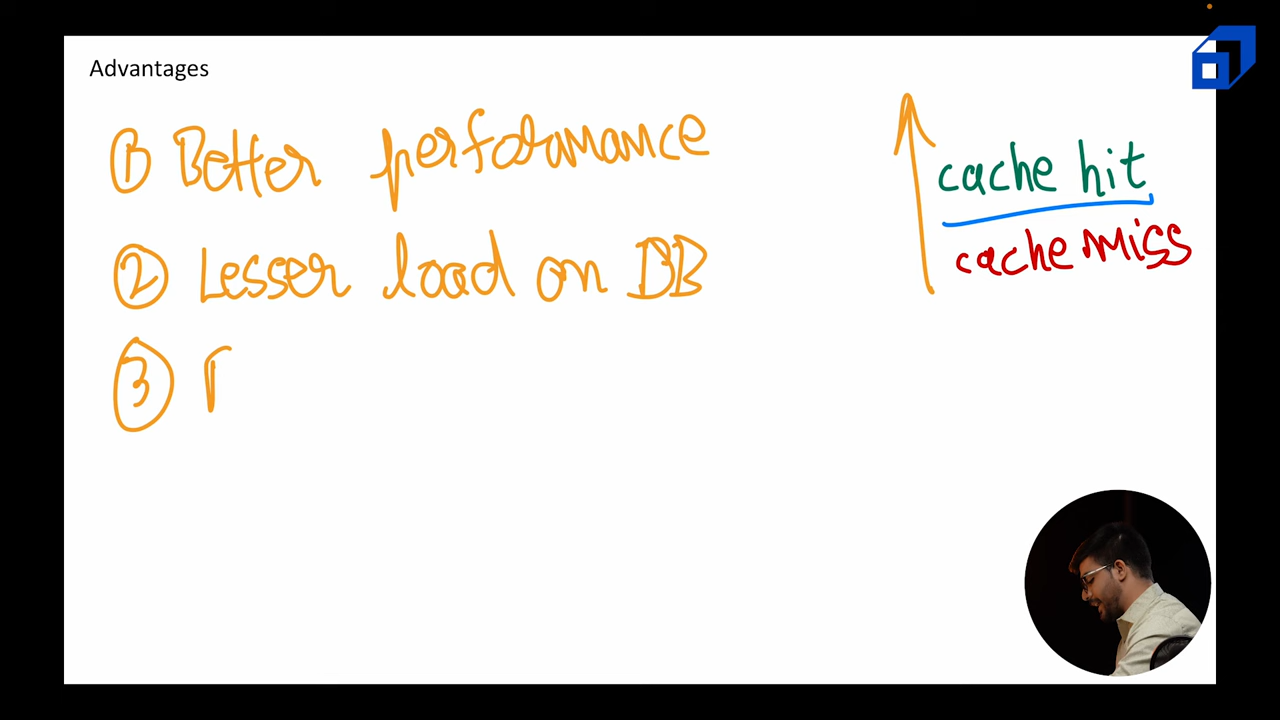 Advantages
① Better performance
② Lesser load on DB
③
cache hit
cache miss